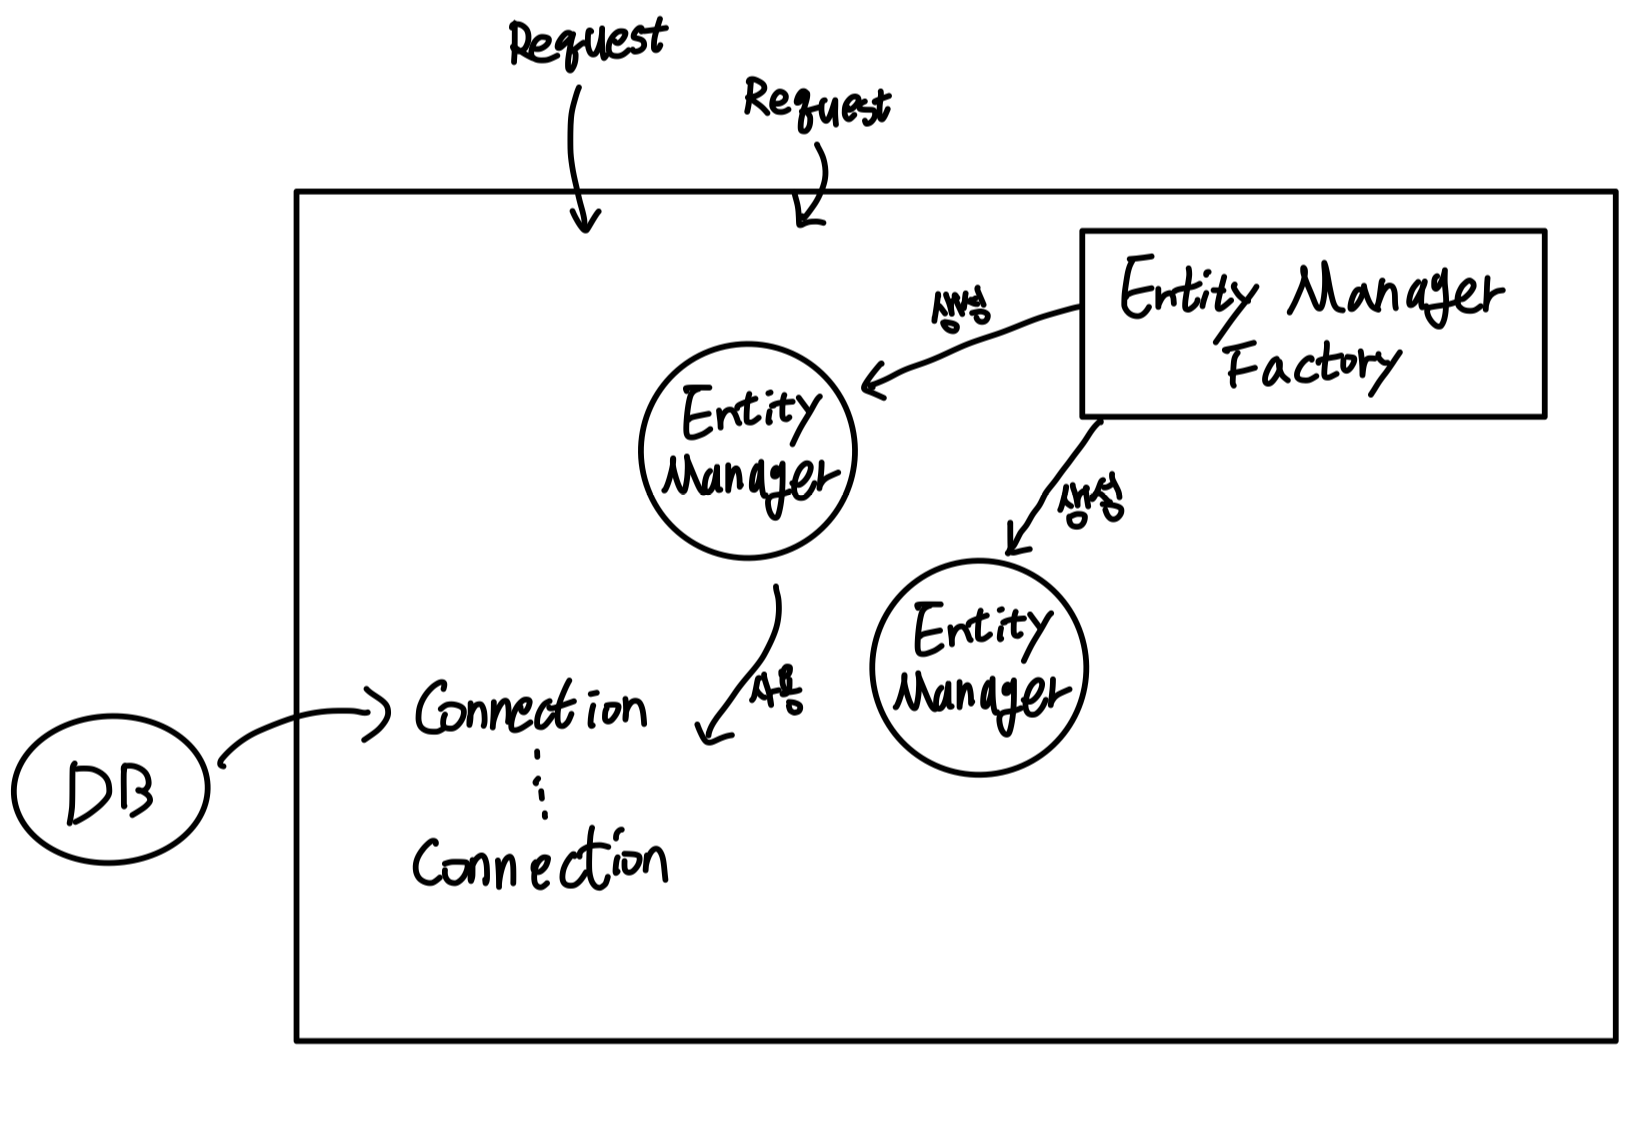 Request
Request
Entity Manager
Factory
생성
Entity
Manager
생성
Entity
Manager
사용
Connection
DB
Connection